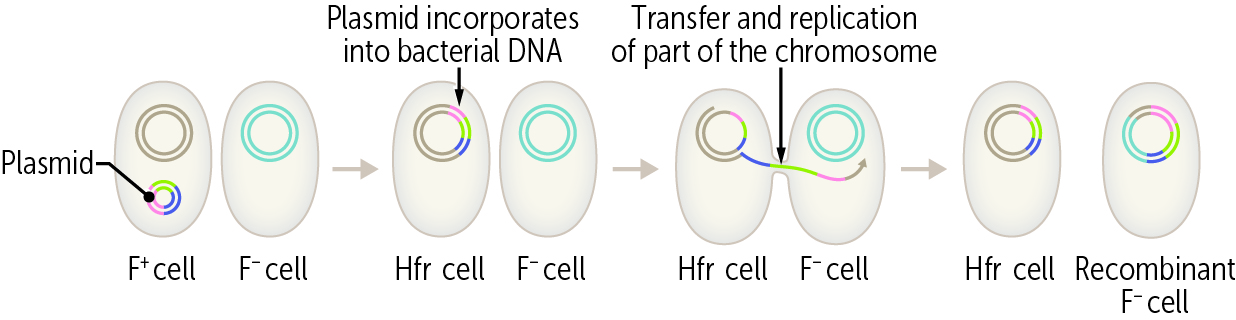 Plasmid incorporates
into bacterial DNA
Transfer and replication
of part of the chromosome
Plasmid
F⁺ cell
F⁻ cell
Hfr cell
F⁻ cell
Hfr cell
F⁻ cell
Hfr cell
Recombinant
F⁻ cell